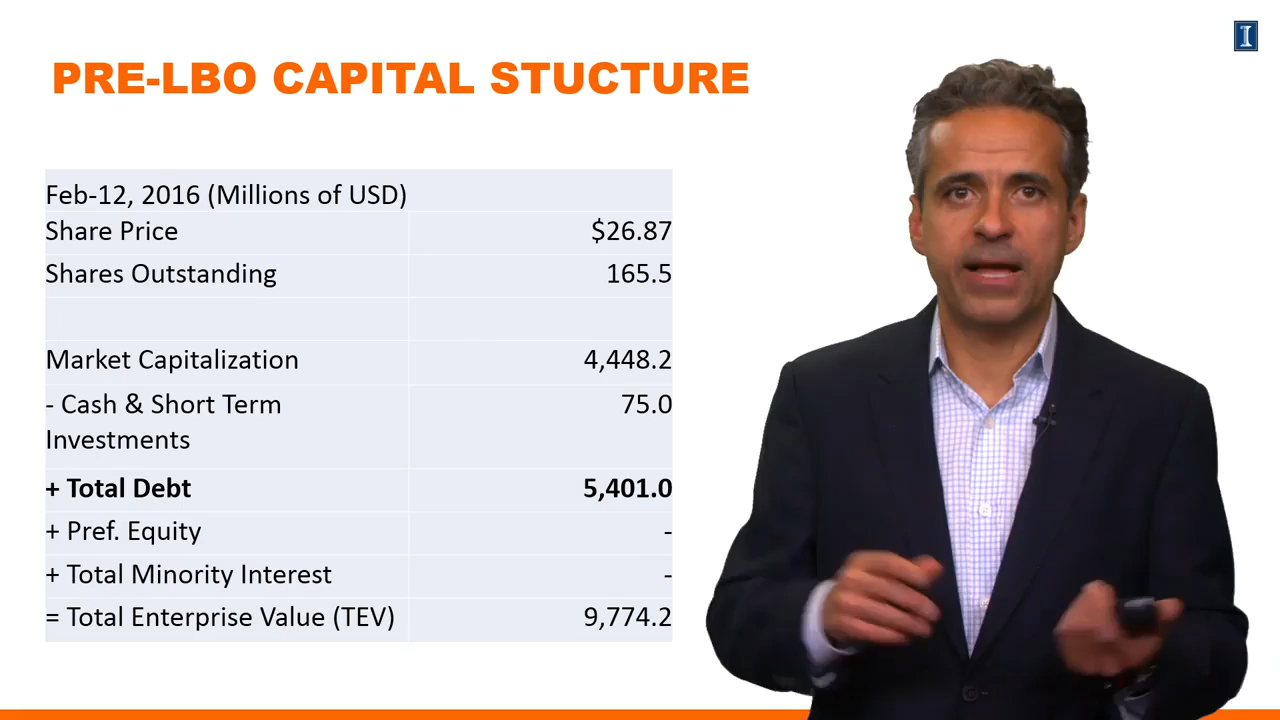 PRE-LBO CAPITAL STUCTURE
Feb-12, 2016 (Millions of USD)
Share Price $26.87
Shares Outstanding 165.5
Market Capitalization 4,448.2
- Cash & Short Term 75.0
Investments
+ Total Debt 5,401.0
+ Pref. Equity -
+ Total Minority Interest -
= Total Enterprise Value (TEV) 9,774.2
I